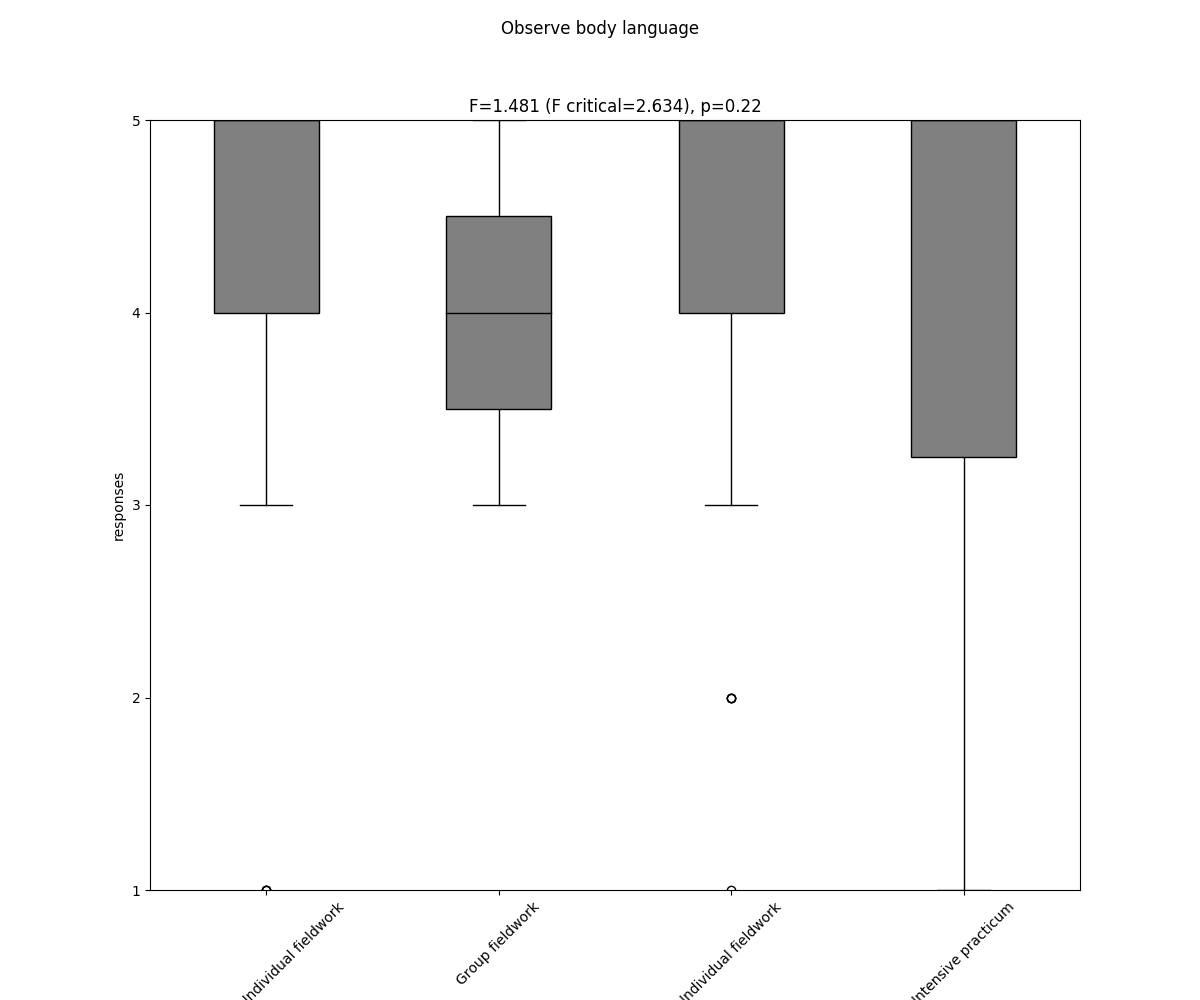 Observe body language
F=1.481 (F critical=2.634), p=0.22
5
4
3
2
1
responses
Individual fieldwork
Group fieldwork
Individual fieldwork
Intensive practicum